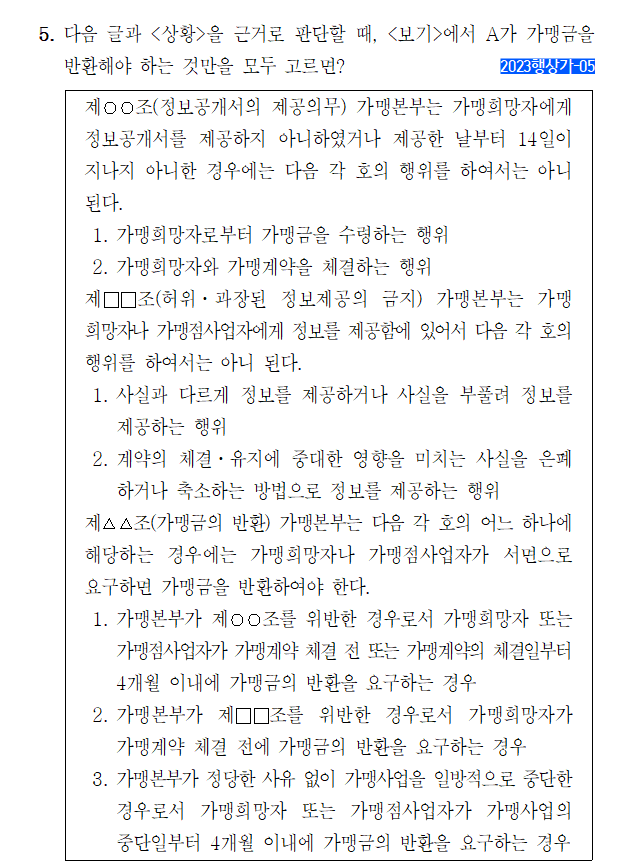 5. 다음 글과 <상황>을 근거로 판단할 때, <보기>에서 A가 가맹금을
반환해야 하는 것만을 모두 고르면? 2023행상가-05
제○○조(정보공개서의 제공의무) 가맹본부는 가맹희망자에게
정보공개서를 제공하지 아니하였거나 제공한 날부터 14일이
지나지 아니한 경우에는 다음 각 호의 행위를 하여서는 아니
된다.
1. 가맹희망자로부터 가맹금을 수령하는 행위
2. 가맹희망자와 가맹계약을 체결하는 행위
제□□조(허위・과장된 정보제공의 금지) 가맹본부는 가맹
희망자나 가맹점사업자에게 정보를 제공함에 있어서 다음 각 호의
행위를 하여서는 아니 된다.
1. 사실과 다르게 정보를 제공하거나 사실을 부풀려 정보를
제공하는 행위
2. 계약의 체결・유지에 중대한 영향을 미치는 사실을 은폐
하거나 축소하는 방법으로 정보를 제공하는 행위
제△△조(가맹금의 반환) 가맹본부는 다음 각 호의 어느 하나에
해당하는 경우에는 가맹희망자나 가맹점사업자가 서면으로
요구하면 가맹금을 반환하여야 한다.
1. 가맹본부가 제○○조를 위반한 경우로서 가맹희망자 또는
가맹점사업자가 가맹계약 체결 전 또는 가맹계약의 체결일부터
4개월 이내에 가맹금의 반환을 요구하는 경우
2. 가맹본부가 제□□조를 위반한 경우로서 가맹희망자가
가맹계약 체결 전에 가맹금의 반환을 요구하는 경우
3. 가맹본부가 정당한 사유 없이 가맹사업을 일방적으로 중단한
경우로서 가맹희망자 또는 가맹점사업자가 가맹사업의
중단일부터 4개월 이내에 가맹금의 반환을 요구하는 경우